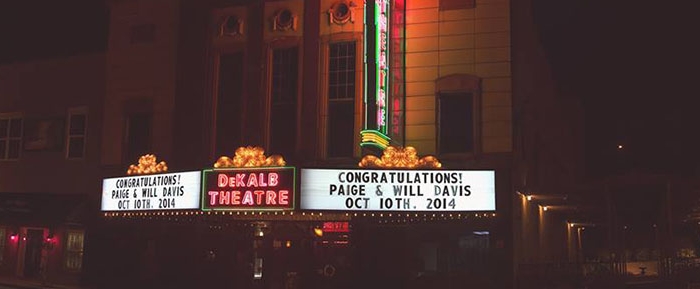 CONGRATULATIONS!
PAIGE & WILL DAVIS
OCT 10TH. 2014
DeKALB
THEATRE
CONGRATULATIONS!
PAIGE & WILL DAVIS
OCT 10TH. 2014